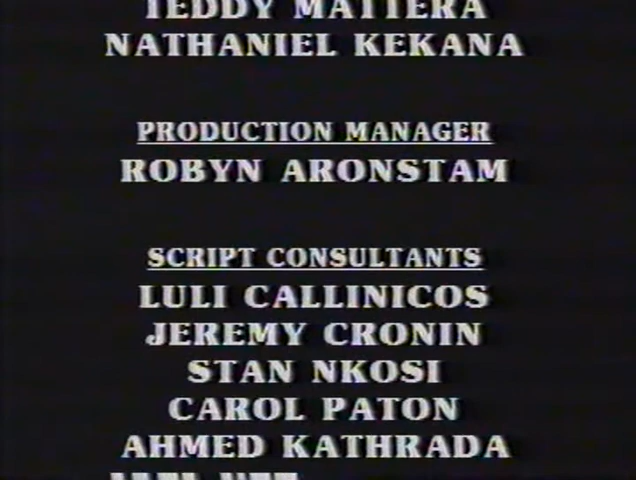 TEDDY MATTERA
NATHANIEL KEKANA
PRODUCTION MANAGER
ROBYN ARONSTAM
SCRIPT CONSULTANTS
LULI CALLINICOS
JEREMY CRONIN
STAN NKOSI
CAROL PATON
AHMED KATHRADA